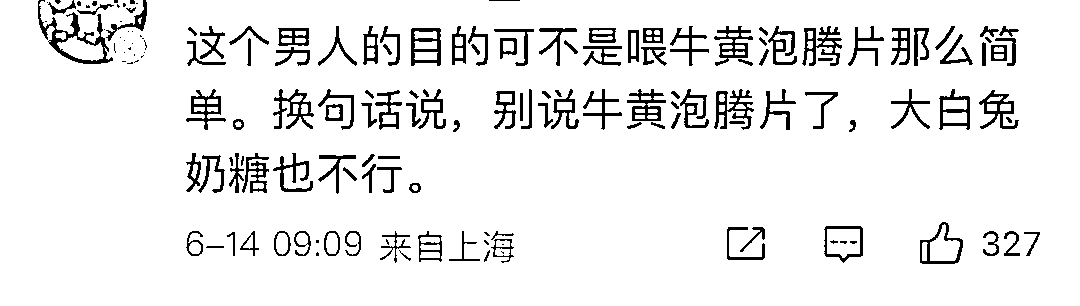 这个男人的目的可不是喂牛黄泡腾片那么简
单。换句话说，别说牛黄泡腾片了，大白兔
奶糖也不行。
6-14 09:09 来自上海 327